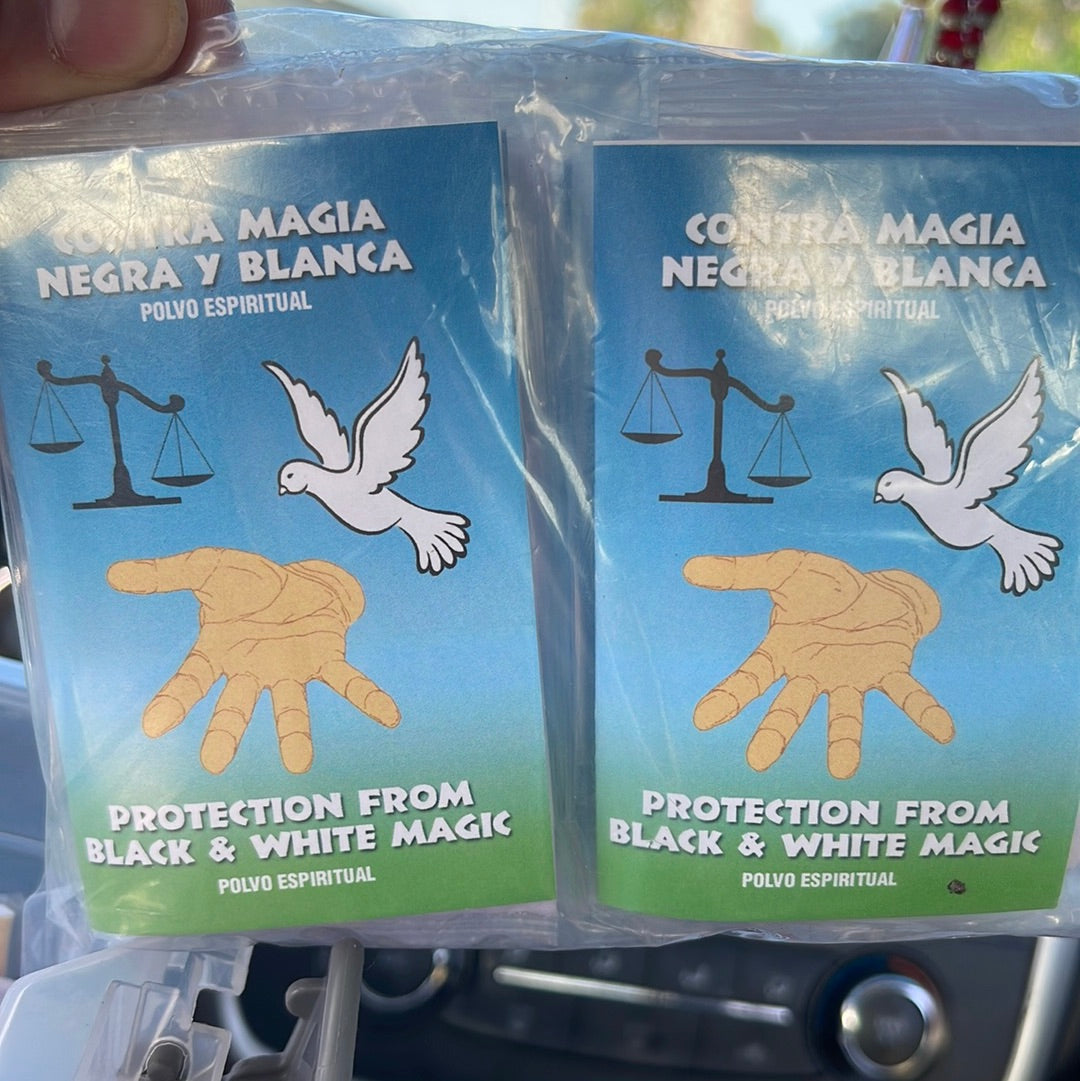 CONTRA MAGIA
NEGRA Y BLANCA
POLVO ESPIRITUAL
PROTECTION FROM
BLACK & WHITE MAGIC
POLVO ESPIRITUAL
CONTRA MAGIA
NEGRA Y BLANCA
POLVO ESPIRITUAL
PROTECTION FROM
BLACK & WHITE MAGIC
POLVO ESPIRITUAL